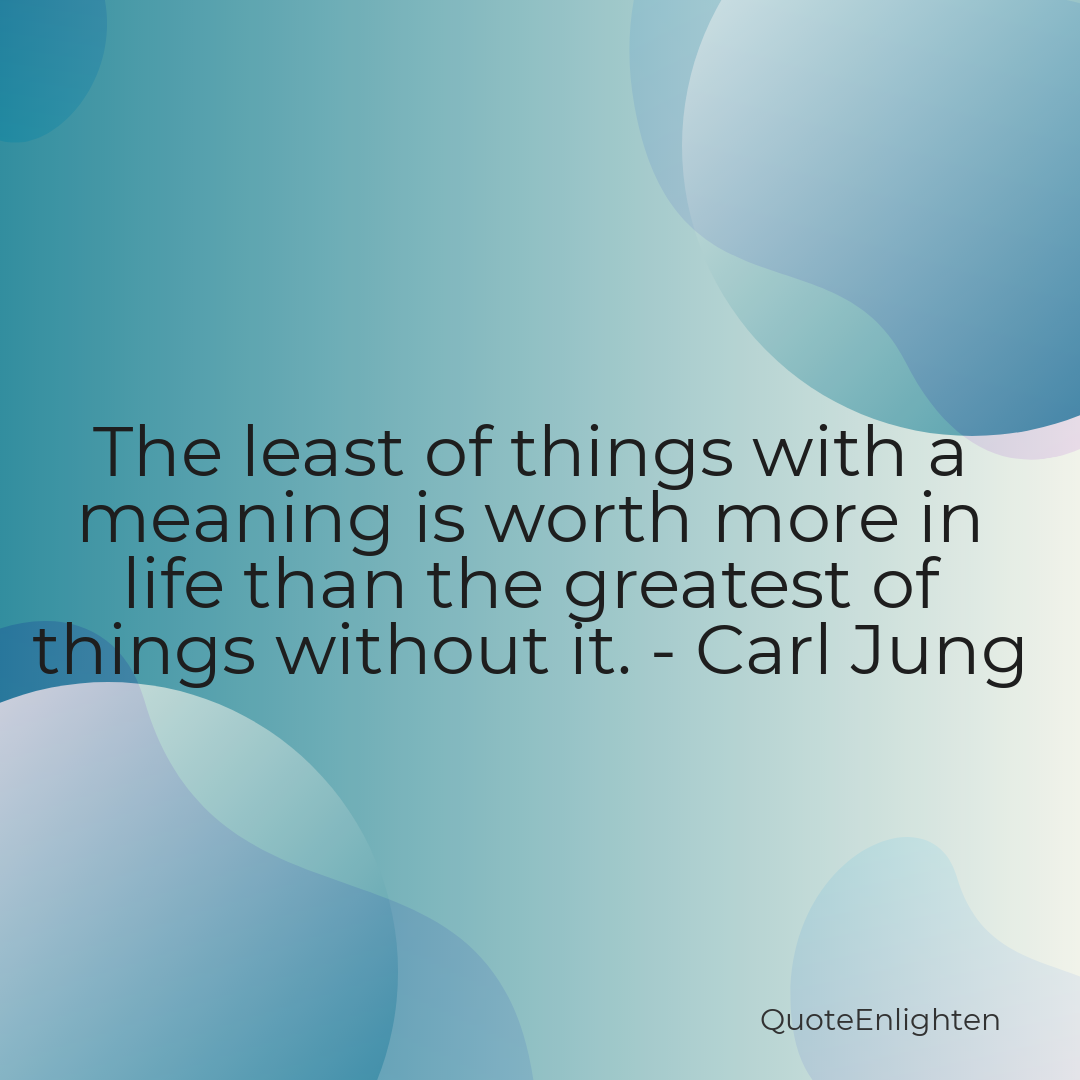 The least of things with a
meaning is worth more in
life than the greatest of
things without it. - Carl Jung
QuoteEnlighten